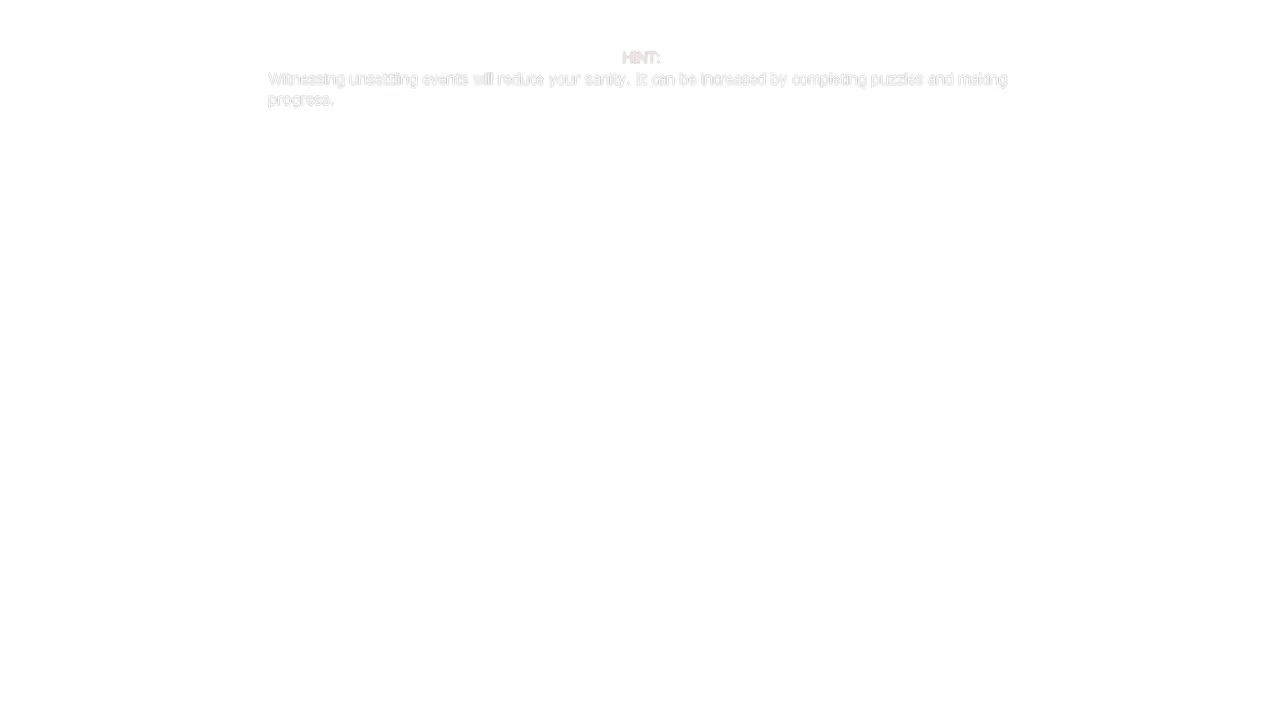 HINT:
Witnessing unsettling events will reduce your sanity. It can be increased by completing puzzles and making
progress.